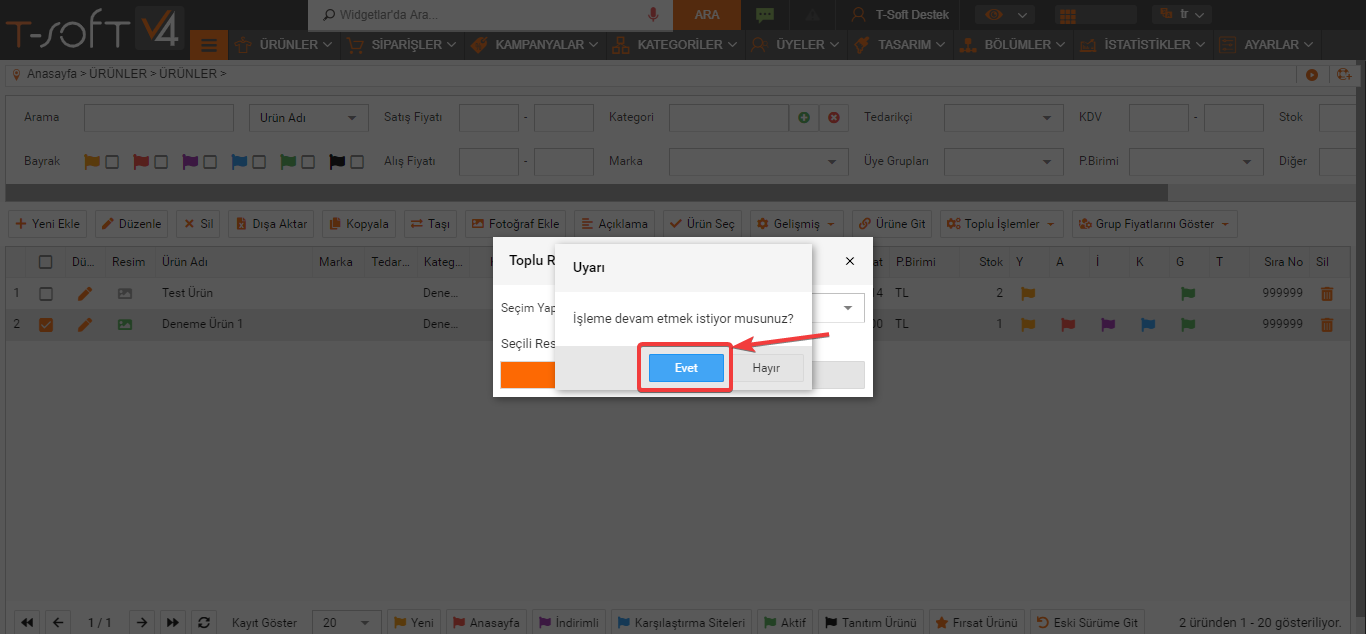 T-SOFT V4
Widgetlar'da Ara...
ARA
T-Soft Destek
tr
ÜRÜNLER
SİPARİŞLER
KAMPANYALAR
KATEGORİLER
ÜYELER
TASARIM
BÖLÜMLER
İSTATİSTİKLER
AYARLAR
Anasayfa > ÜRÜNLER > ÜRÜNLER >
Arama
Ürün Adı
Satış Fiyatı
-
Kategori
Tedarikçi
KDV
-
Stok
Bayrak
Alış Fiyatı
-
Marka
Üye Grupları
P.Birimi
Diğer
Yeni Ekle
Düzenle
Sil
Dışa Aktar
Kopyala
Taşı
Fotoğraf Ekle
Açıklama
Ürün Seç
Gelişmiş
Ürüne Git
Toplu İşlemler
Grup Fiyatlarını Göster
Dü... Resim Ürün Adı Marka Tedar... Kateg... at P.Birimi Stok Y A İ K G T Sıra No Sil
1 Test Ürün Dene... 14 TL 2 999999
2 Deneme Ürün 1 Dene... 00 TL 1 999999
Toplu R
Seçim Yap
Seçili Res
Uyarı
İşleme devam etmek istiyor musunuz?
Evet
Hayır
1 / 1
Kayıt Göster
20
Yeni
Anasayfa
İndirimli
Karşılaştırma Siteleri
Aktif
Tanıtım Ürünü
Fırsat Ürünü
Eski Sürüme Git
2 üründen 1 - 20 gösteriliyor.